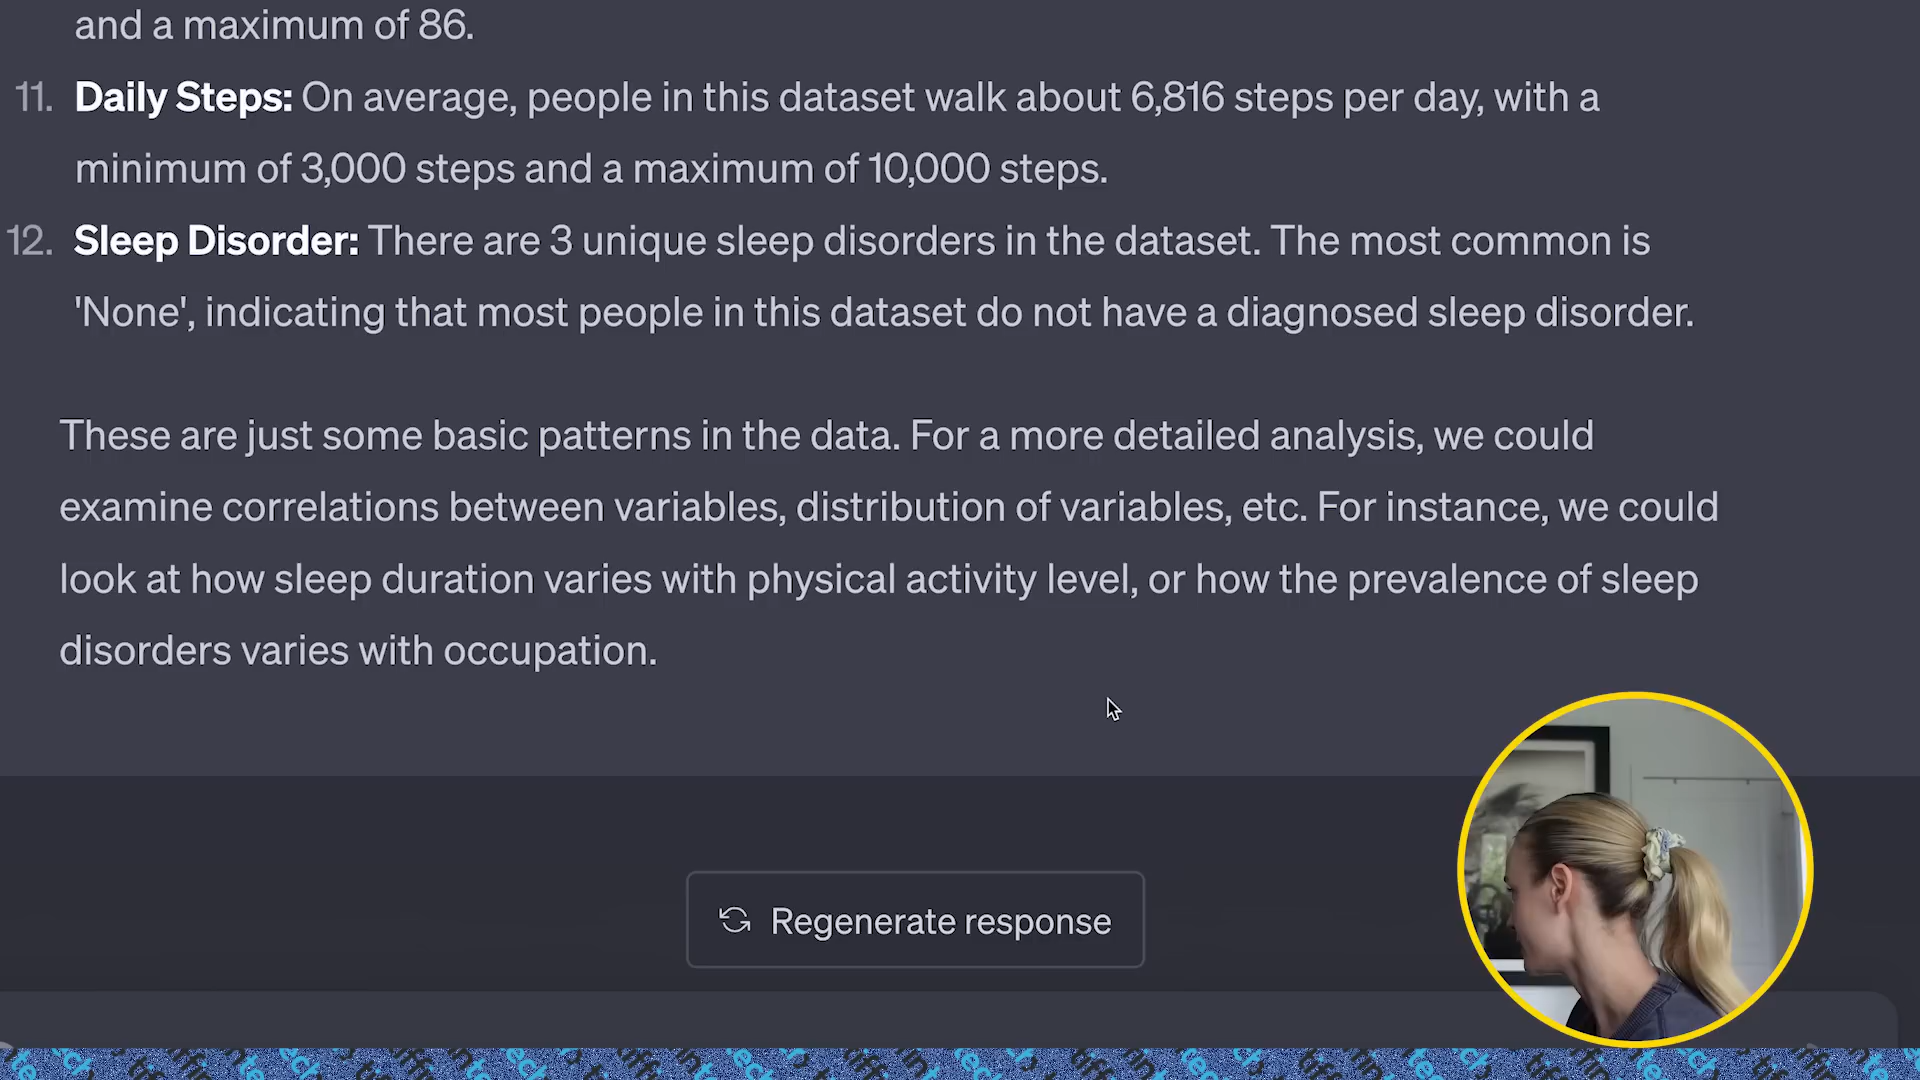 and a maximum of 86.
11. Daily Steps: On average, people in this dataset walk about 6,816 steps per day, with a
minimum of 3,000 steps and a maximum of 10,000 steps.
12. Sleep Disorder: There are 3 unique sleep disorders in the dataset. The most common is
'None', indicating that most people in this dataset do not have a diagnosed sleep disorder.
These are just some basic patterns in the data. For a more detailed analysis, we could
examine correlations between variables, distribution of variables, etc. For instance, we could
look at how sleep duration varies with physical activity level, or how the prevalence of sleep
disorders varies with occupation.
Regenerate response